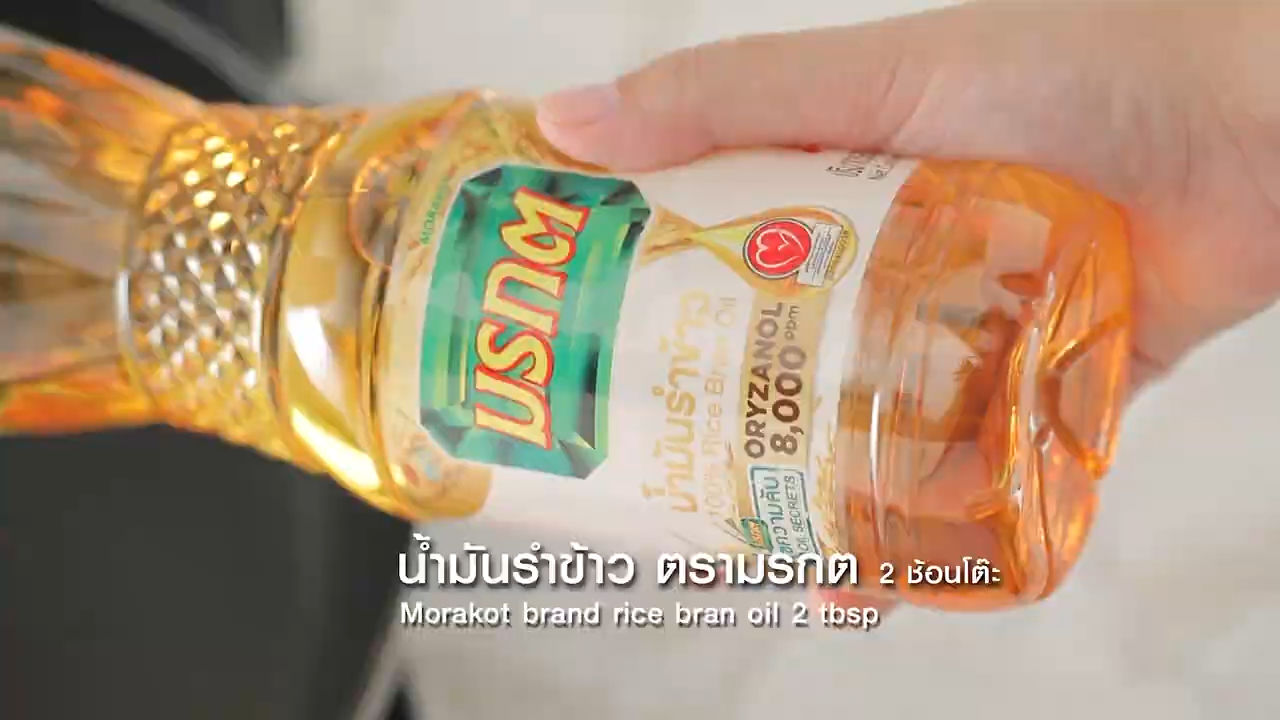 มรกต
น้ำมันรำข้าว
100% Rice Bran Oil
ORYZANOL
8,000 ppm
OIL SECRETS
น้ำมันรำข้าว ตรามรกต 2 ช้อนโต๊ะ
Morakot brand rice bran oil 2 tbsp